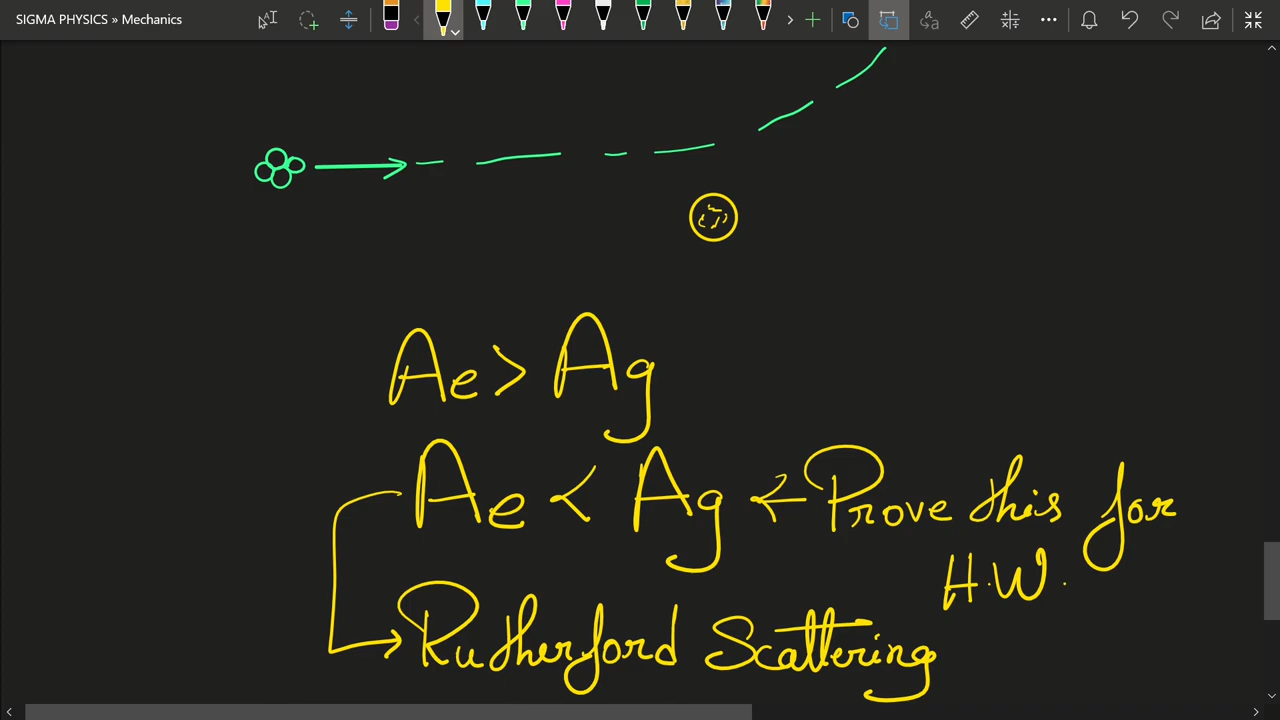 SIGMA PHYSICS » Mechanics
Ae > Ag
Ae < Ag ← Prove this for
H.W.
Rutherford Scattering